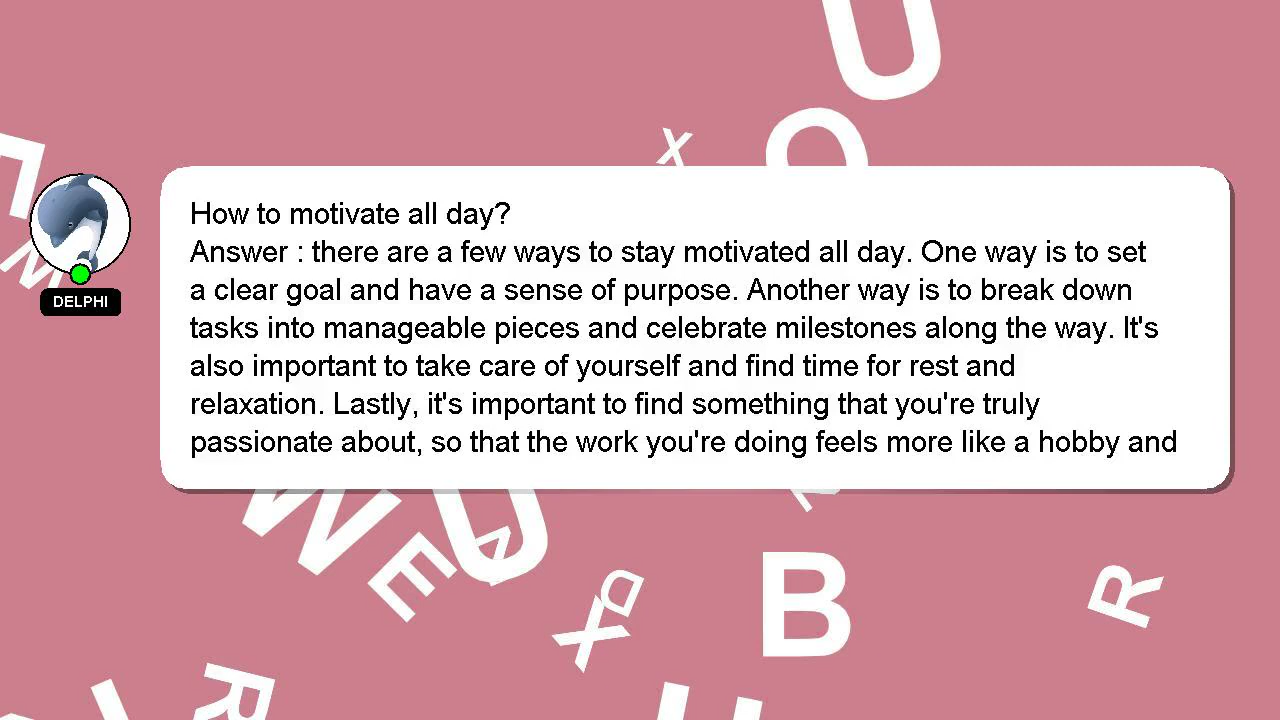 How to motivate all day?
Answer : there are a few ways to stay motivated all day. One way is to set
a clear goal and have a sense of purpose. Another way is to break down
tasks into manageable pieces and celebrate milestones along the way. It's
also important to take care of yourself and find time for rest and
relaxation. Lastly, it's important to find something that you're truly
passionate about, so that the work you're doing feels more like a hobby and
DELPHI
U
O
X
M
W
E
U
D
X
B
R
R